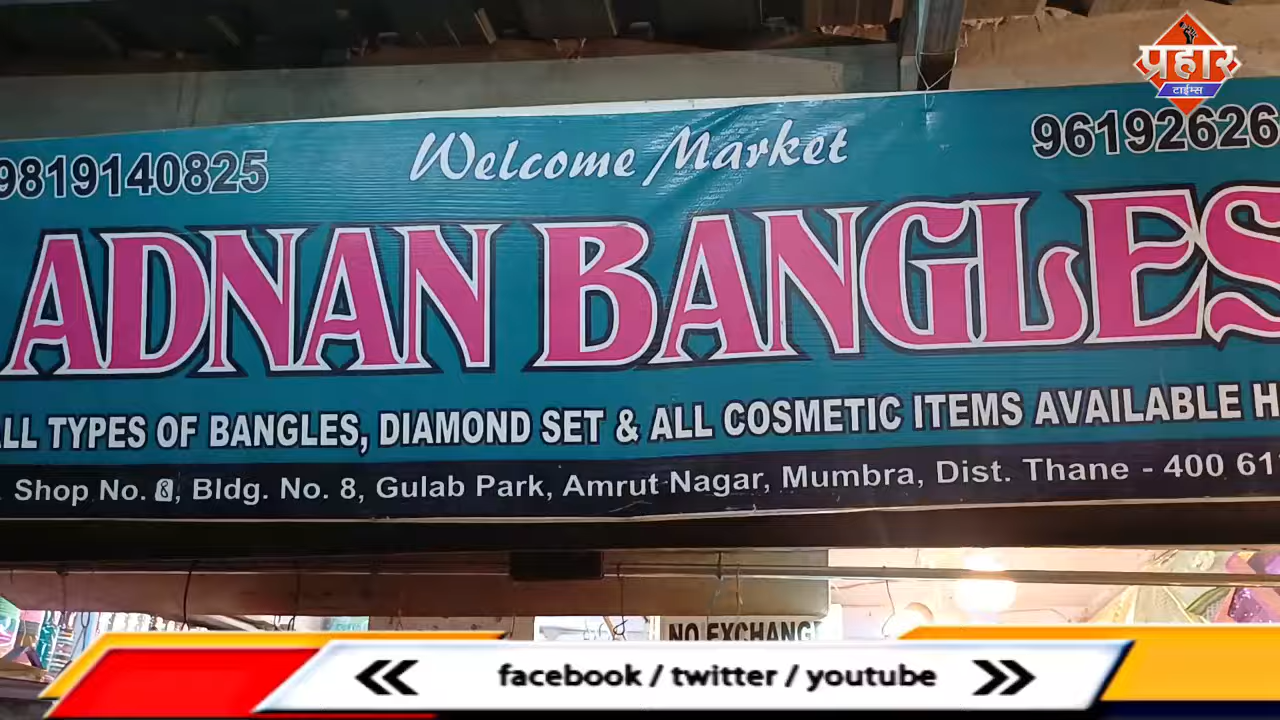 प्रहार
टाईम्स
9819140825
Welcome Market
96192626
ADNAN BANGLES
ALL TYPES OF BANGLES, DIAMOND SET & ALL COSMETIC ITEMS AVAILABLE H
Shop No. 8, Bldg. No. 8, Gulab Park, Amrut Nagar, Mumbra, Dist. Thane - 400 61
NO EXCHANGE
facebook / twitter / youtube